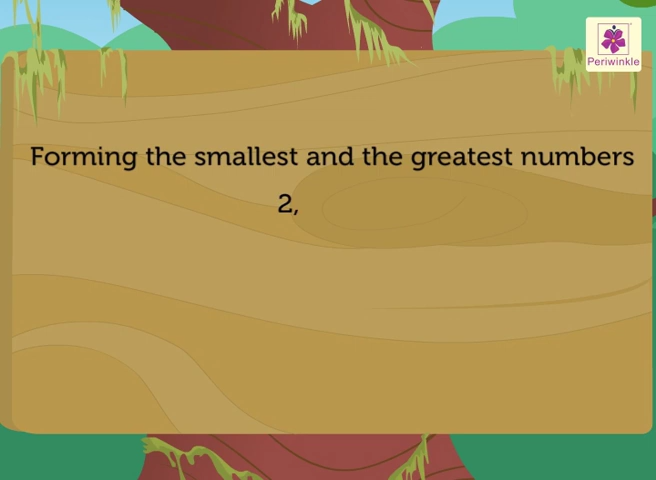 Periwinkle
Forming the smallest and the greatest numbers
2,